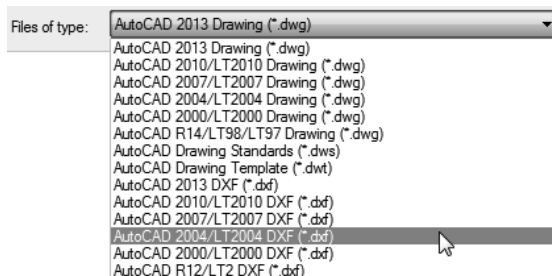 Files of type: AutoCAD 2013 Drawing (*.dwg)
AutoCAD 2013 Drawing (*.dwg)
AutoCAD 2010/LT2010 Drawing (*.dwg)
AutoCAD 2007/LT2007 Drawing (*.dwg)
AutoCAD 2004/LT2004 Drawing (*.dwg)
AutoCAD 2000/LT2000 Drawing (*.dwg)
AutoCAD R14/LT98/LT97 Drawing (*.dwg)
AutoCAD Drawing Standards (*.dws)
AutoCAD Drawing Template (*.dwt)
AutoCAD 2013 DXF (*.dxf)
AutoCAD 2010/LT2010 DXF (*.dxf)
AutoCAD 2007/LT2007 DXF (*.dxf)
AutoCAD 2004/LT2004 DXF (*.dxf)
AutoCAD 2000/LT2000 DXF (*.dxf)
AutoCAD R12/LT2 DXF (*.dxf)